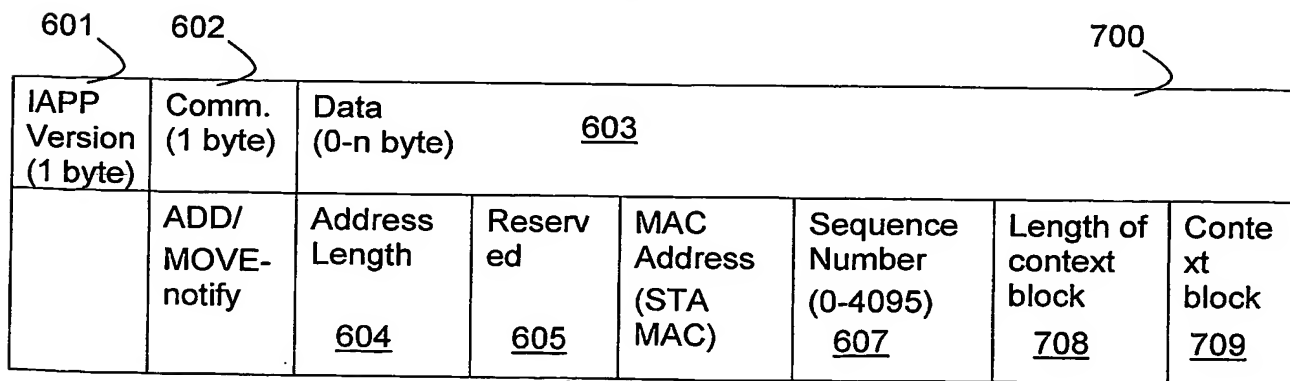 601 602 700
IAPP
Version
(1 byte)
Comm.
(1 byte)
Data
(0-n byte)
603
ADD/
MOVE-
notify
Address
Length
604
Reserv
ed
605
MAC
Address
(STA
MAC)
Sequence
Number
(0-4095)
607
Length of
context
block
708
Conte
xt
block
709